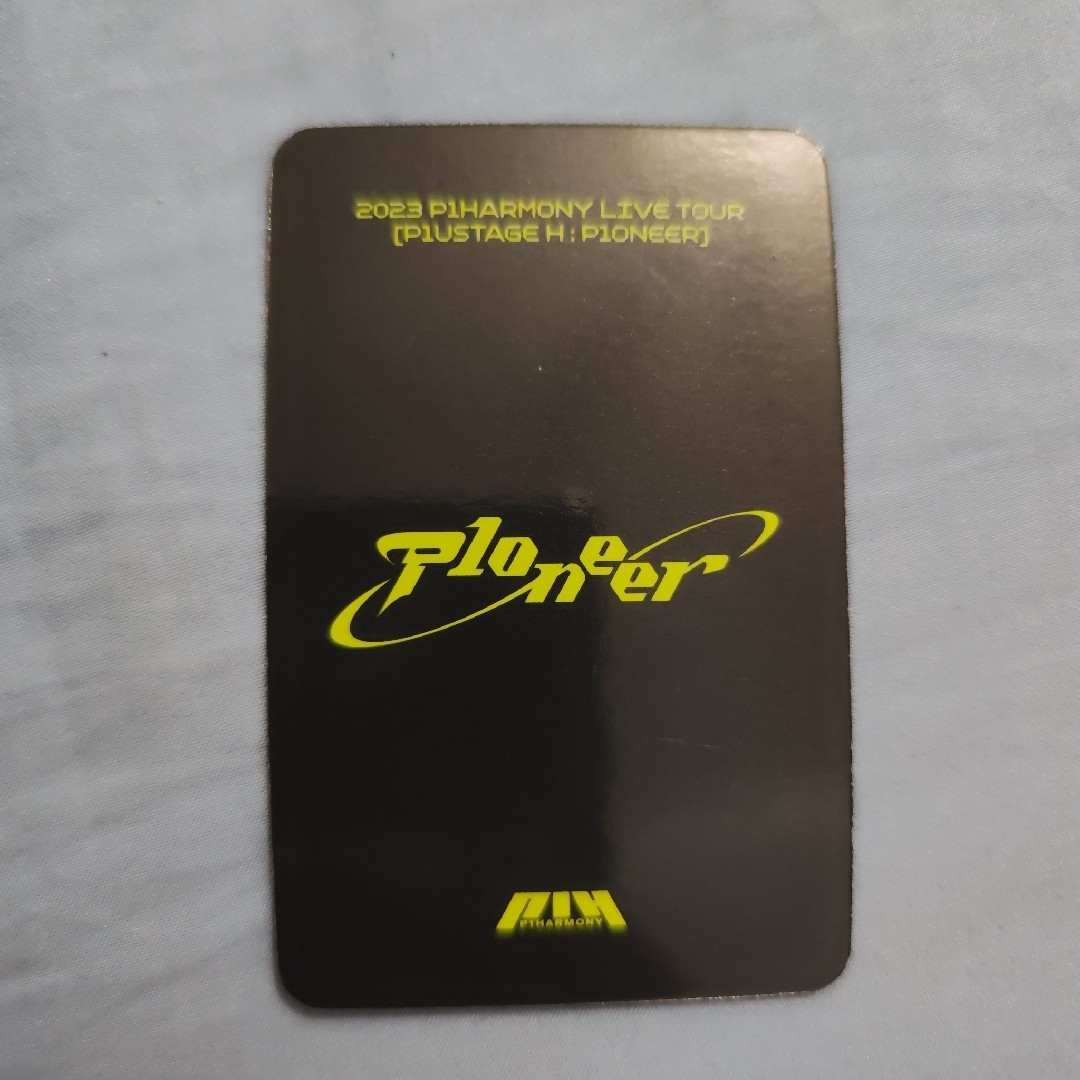 2023 P1HARMONY LIVE TOUR
[P1USTAGE H : P1ONEER]
P1oneer
P1H
P1HARMONY